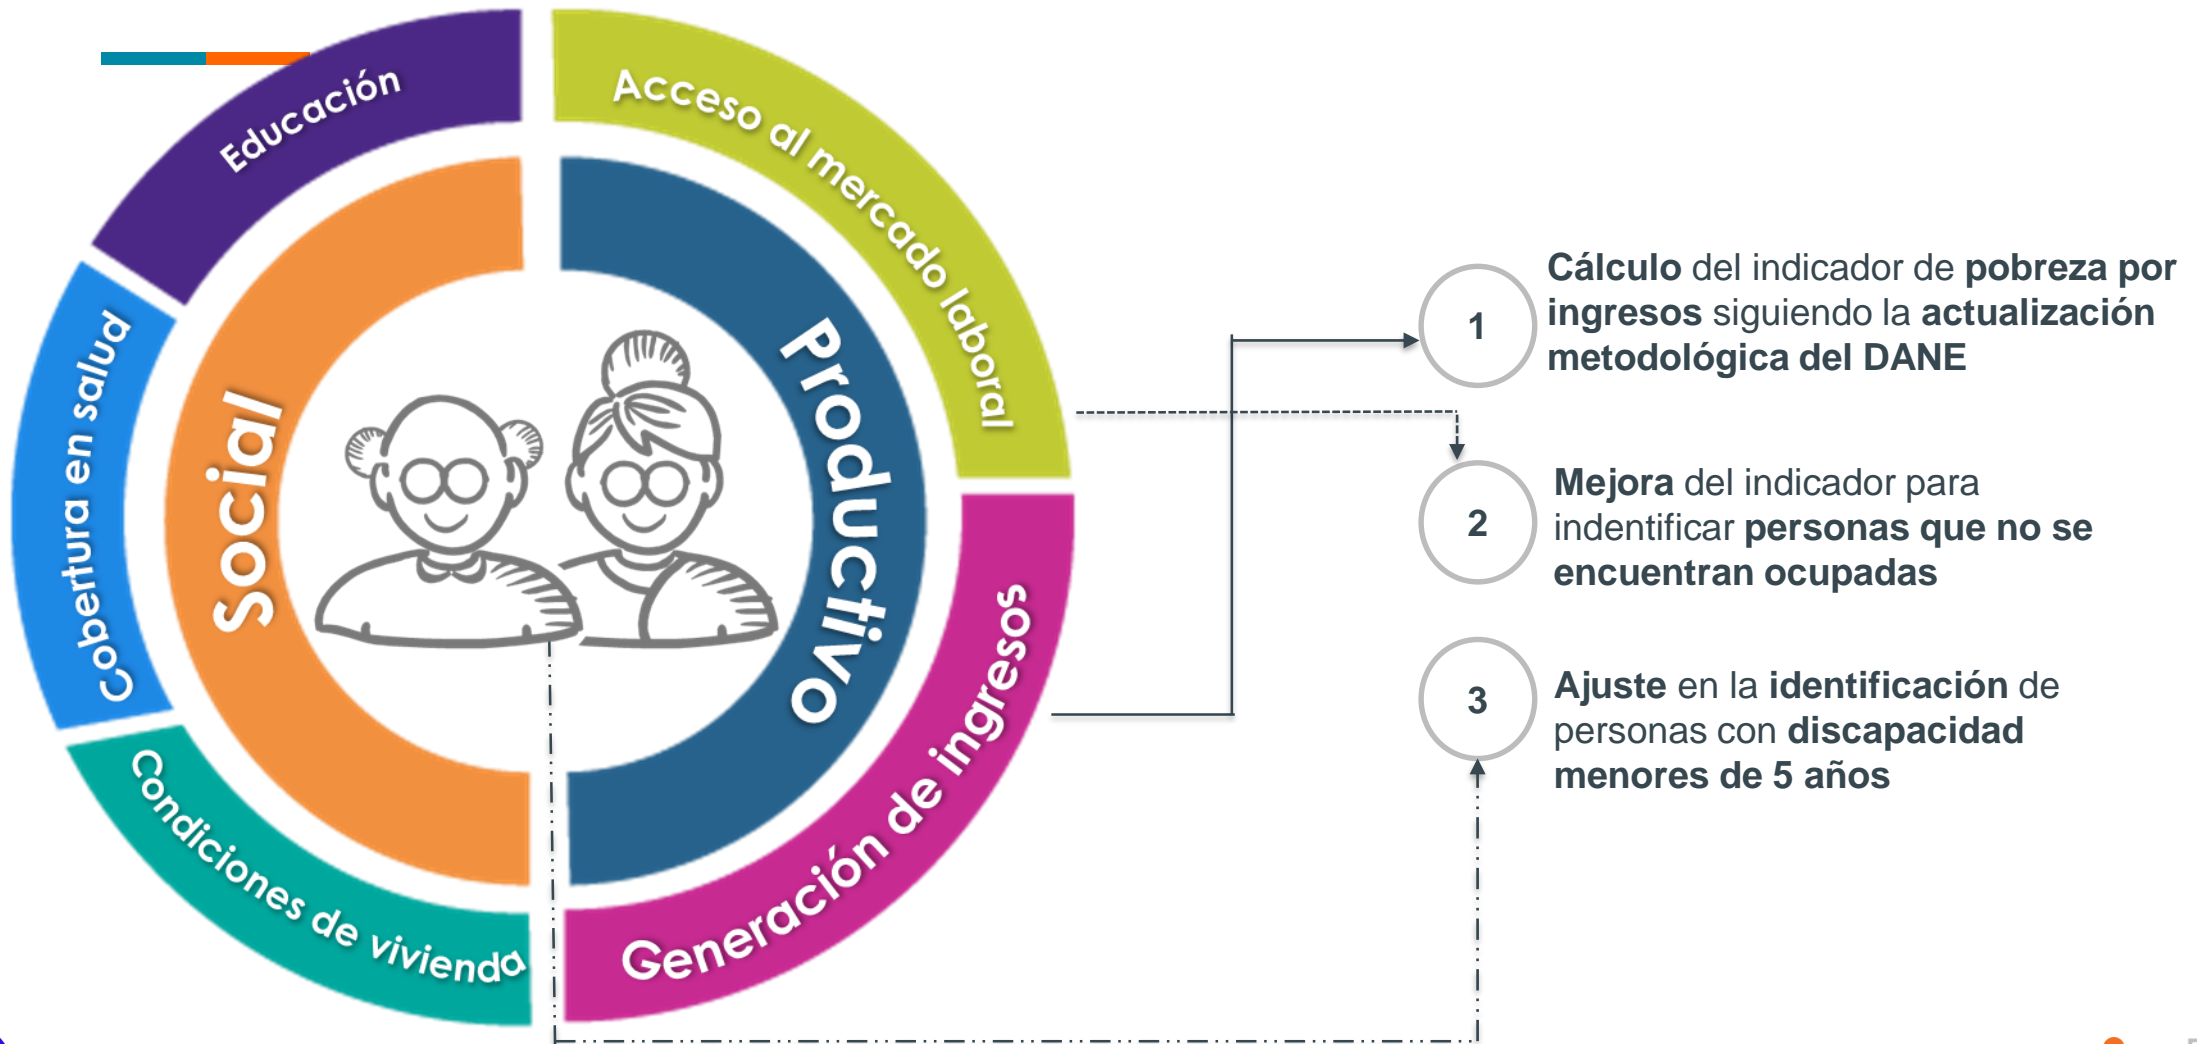 Educación
Acceso al mercado laboral
Cobertura en salud
Social
Productivo
Condiciones de vivienda
Generación de ingresos
1
Cálculo del indicador de pobreza por
ingresos siguiendo la actualización
metodológica del DANE
2
Mejora del indicador para
indentificar personas que no se
encuentran ocupadas
3
Ajuste en la identificación de
personas con discapacidad
menores de 5 años